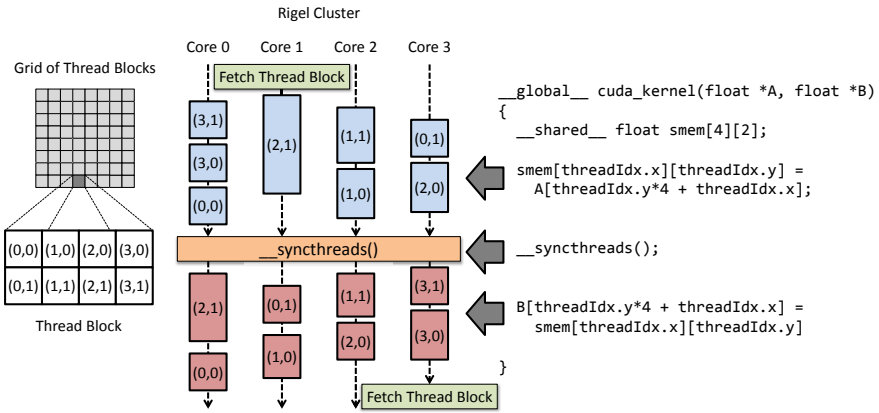 Rigel Cluster
Core 0 Core 1 Core 2 Core 3
Grid of Thread Blocks
Fetch Thread Block
(3,1)
(3,0)
(0,0)
(2,1)
(1,1)
(1,0)
(0,1)
(2,0)
(0,0) (1,0) (2,0) (3,0)
(0,1) (1,1) (2,1) (3,1)
Thread Block
__syncthreads()
(2,1)
(0,0)
(0,1)
(1,0)
(1,1)
(2,0)
(3,1)
(3,0)
Fetch Thread Block
__global__ cuda_kernel(float *A, float *B)
{
__shared__ float smem[4][2];
smem[threadIdx.x][threadIdx.y] =
A[threadIdx.y*4 + threadIdx.x];
__syncthreads();
B[threadIdx.y*4 + threadIdx.x] =
smem[threadIdx.x][threadIdx.y]
}